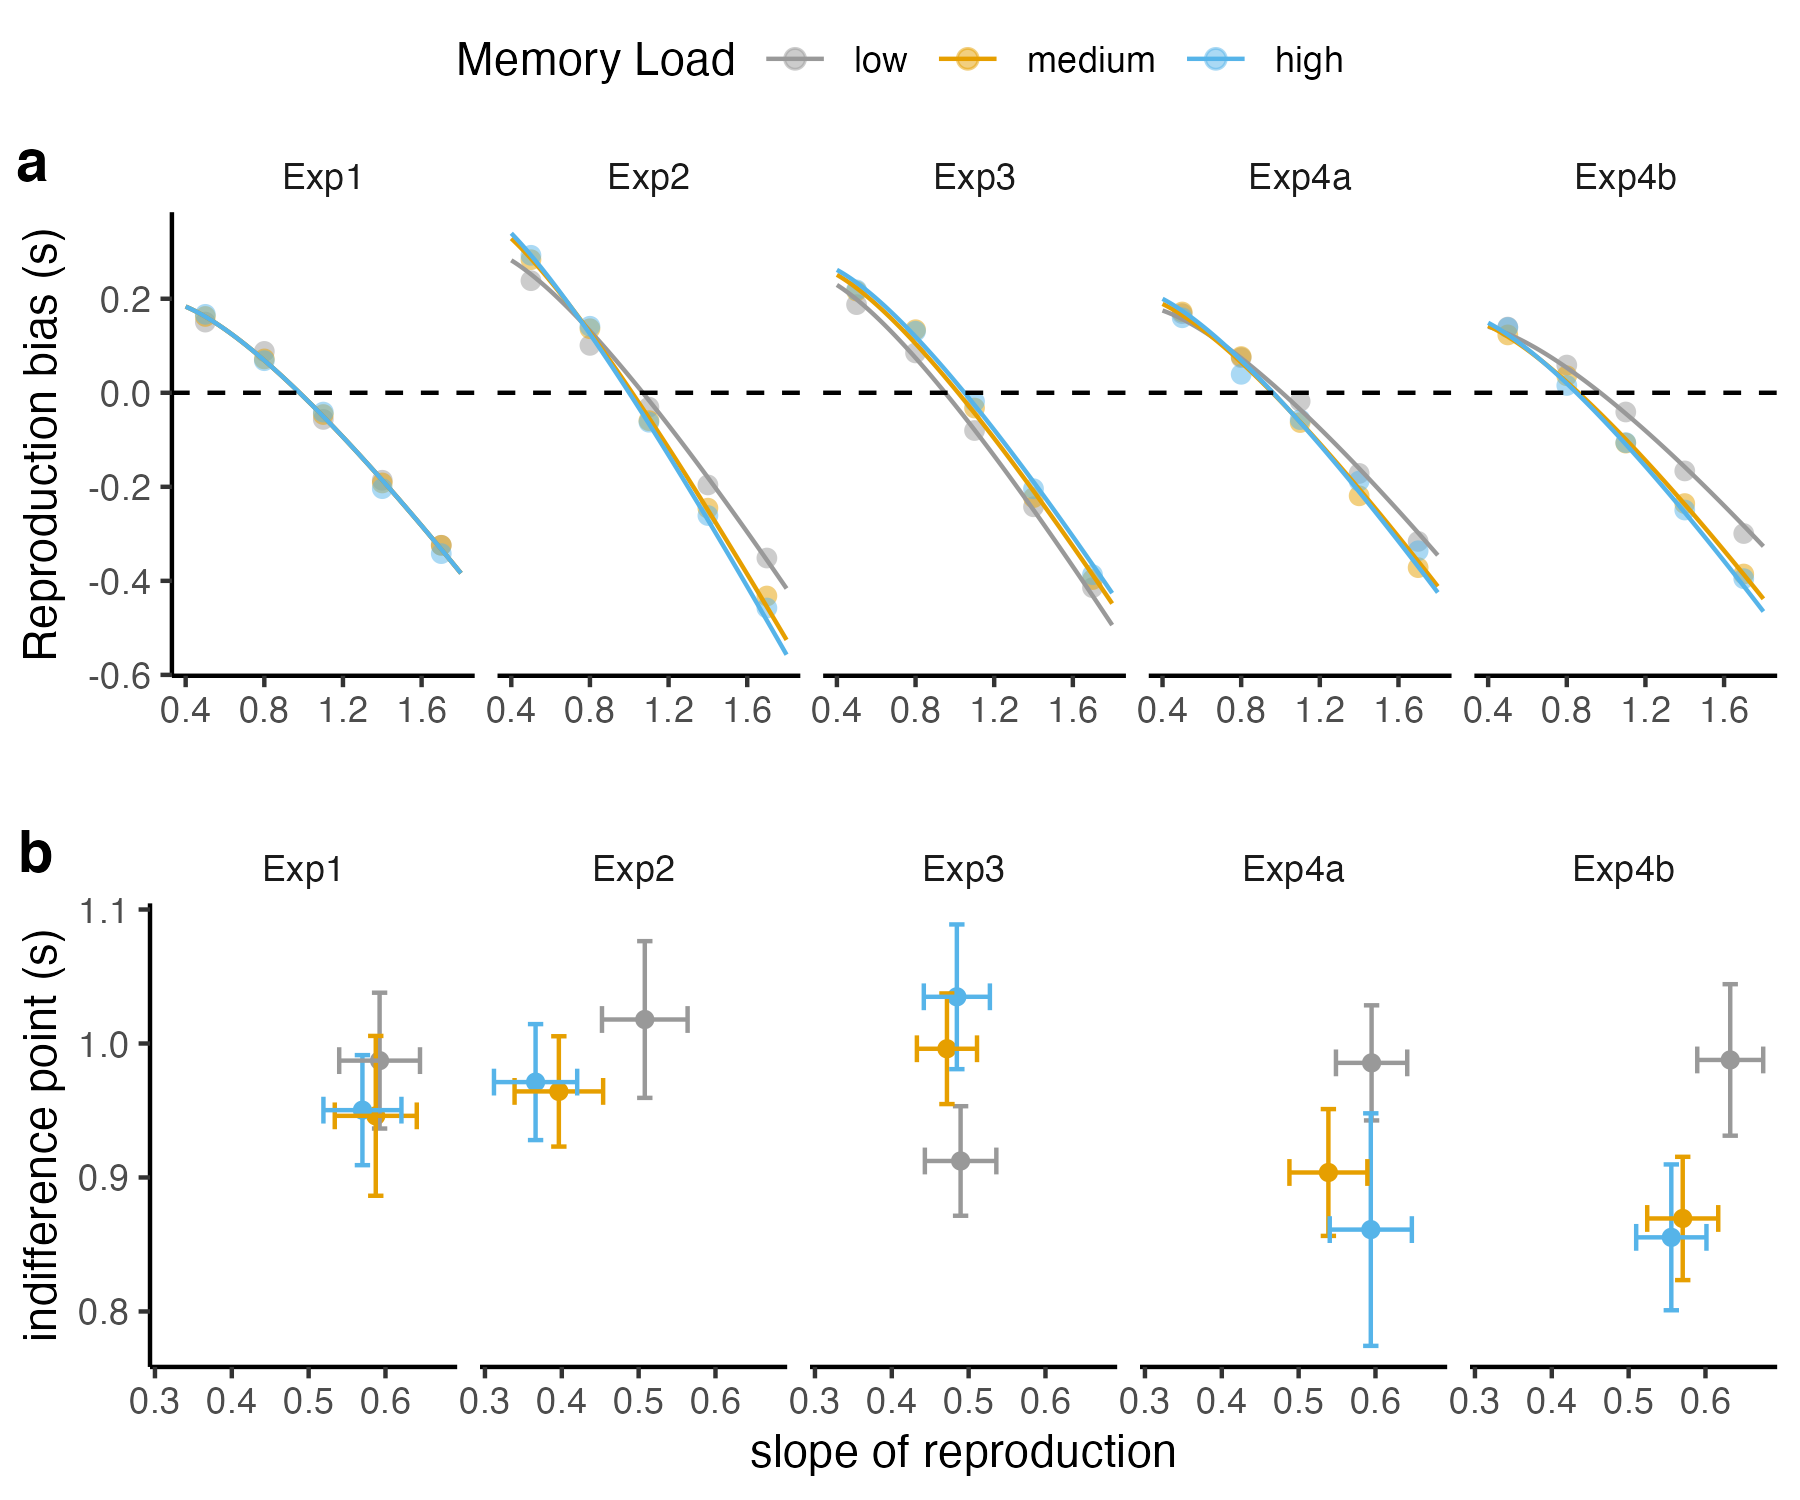 Memory Load low medium high
a
Exp1 Exp2 Exp3 Exp4a Exp4b
Reproduction bias (s)
0.2
0.0
-0.2
-0.4
-0.6
0.4 0.8 1.2 1.6 0.4 0.8 1.2 1.6 0.4 0.8 1.2 1.6 0.4 0.8 1.2 1.6 0.4 0.8 1.2 1.6
b
Exp1 Exp2 Exp3 Exp4a Exp4b
indifference point (s)
1.1
1.0
0.9
0.8
0.3 0.4 0.5 0.6 0.3 0.4 0.5 0.6 0.3 0.4 0.5 0.6 0.3 0.4 0.5 0.6 0.3 0.4 0.5 0.6
slope of reproduction